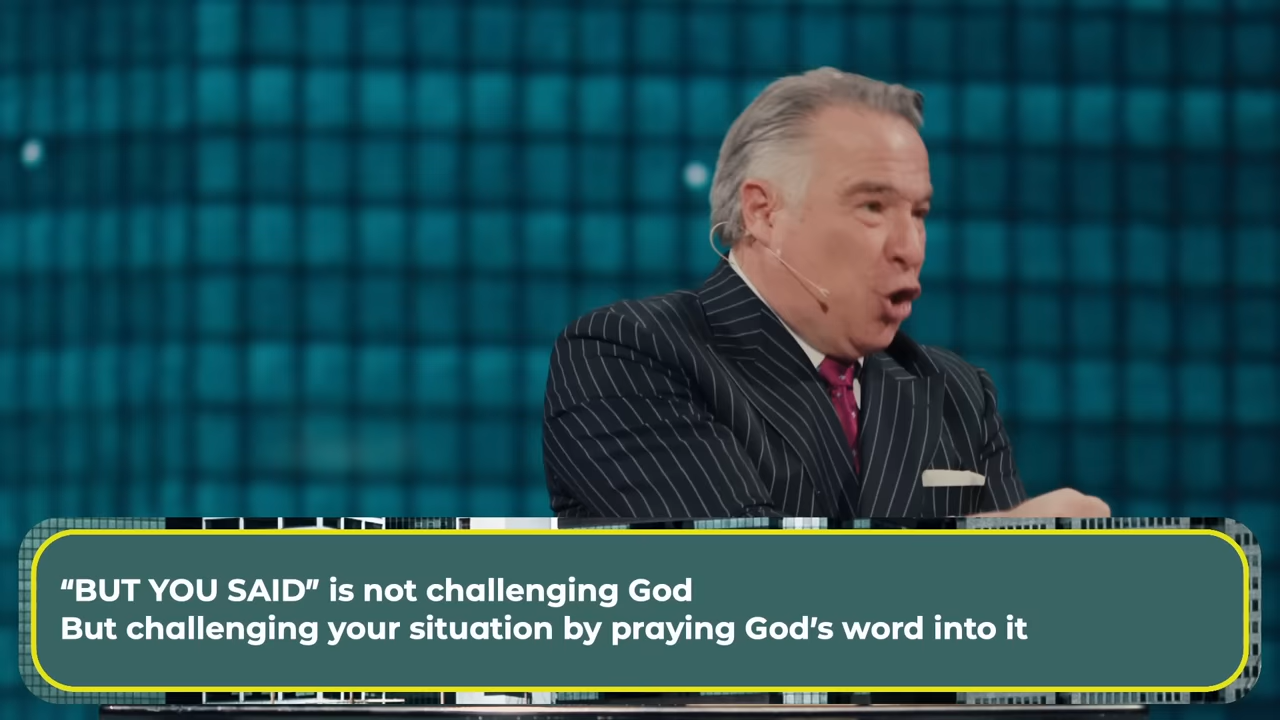 “BUT YOU SAID” is not challenging God
But challenging your situation by praying God’s word into it